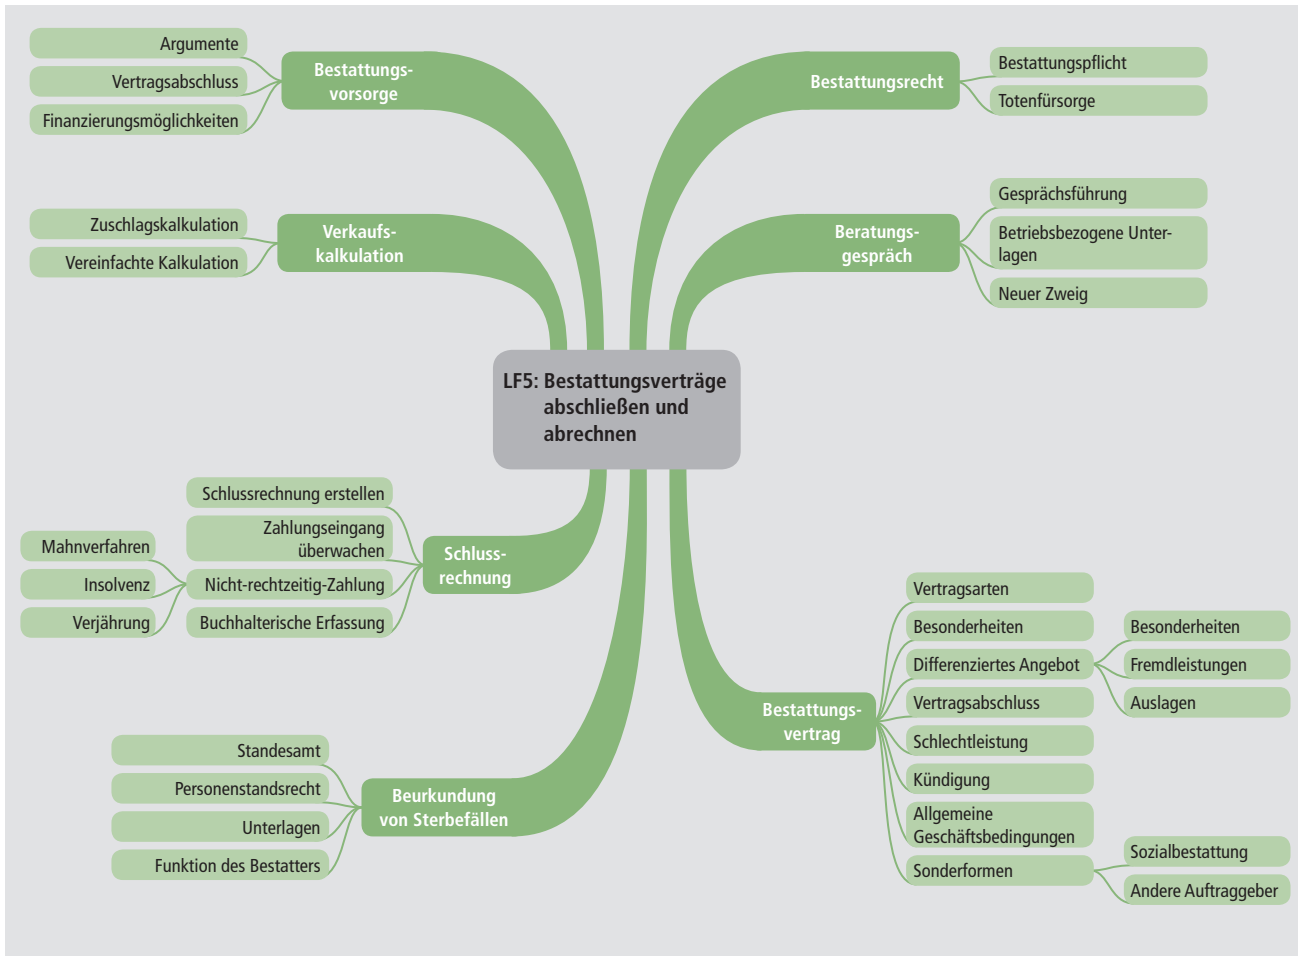 LF5: Bestattungsverträge
abschließen und
abrechnen
Bestattungs-
vorsorge
Argumente
Vertragsabschluss
Finanzierungsmöglichkeiten
Verkaufs-
kalkulation
Zuschlagskalkulation
Vereinfachte Kalkulation
Schluss-
rechnung
Schlussrechnung erstellen
Zahlungseingang
überwachen
Nicht-rechtzeitig-Zahlung
Mahnverfahren
Insolvenz
Verjährung
Buchhalterische Erfassung
Beurkundung
von Sterbefällen
Standesamt
Personenstandsrecht
Unterlagen
Funktion des Bestatters
Bestattungsrecht
Bestattungspflicht
Totenfürsorge
Beratungs-
gespräch
Gesprächsführung
Betriebsbezogene Unter-
lagen
Neuer Zweig
Bestattungs-
vertrag
Vertragsarten
Besonderheiten
Differenziertes Angebot
Besonderheiten
Fremdleistungen
Auslagen
Vertragsabschluss
Schlechtleistung
Kündigung
Allgemeine
Geschäftsbedingungen
Sonderformen
Sozialbestattung
Andere Auftraggeber